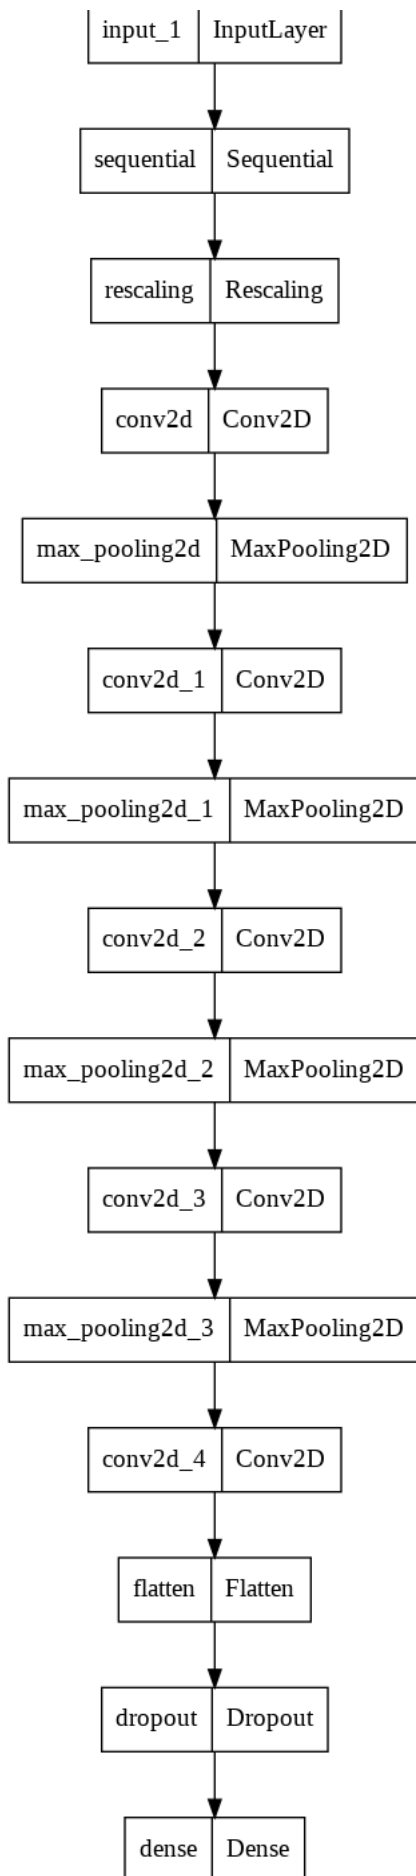 input_1 InputLayer
sequential Sequential
rescaling Rescaling
conv2d Conv2D
max_pooling2d MaxPooling2D
conv2d_1 Conv2D
max_pooling2d_1 MaxPooling2D
conv2d_2 Conv2D
max_pooling2d_2 MaxPooling2D
conv2d_3 Conv2D
max_pooling2d_3 MaxPooling2D
conv2d_4 Conv2D
flatten Flatten
dropout Dropout
dense Dense